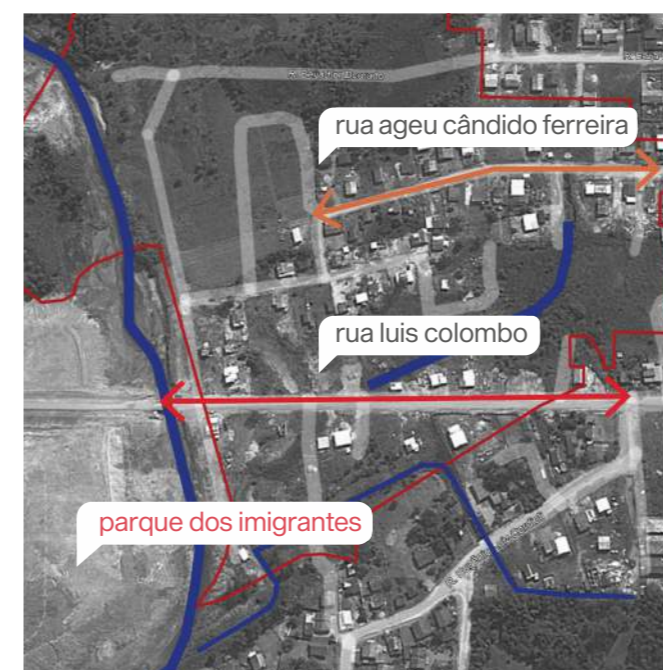 rua ageu cândido ferreira
rua luis colombo
parque dos imigrantes